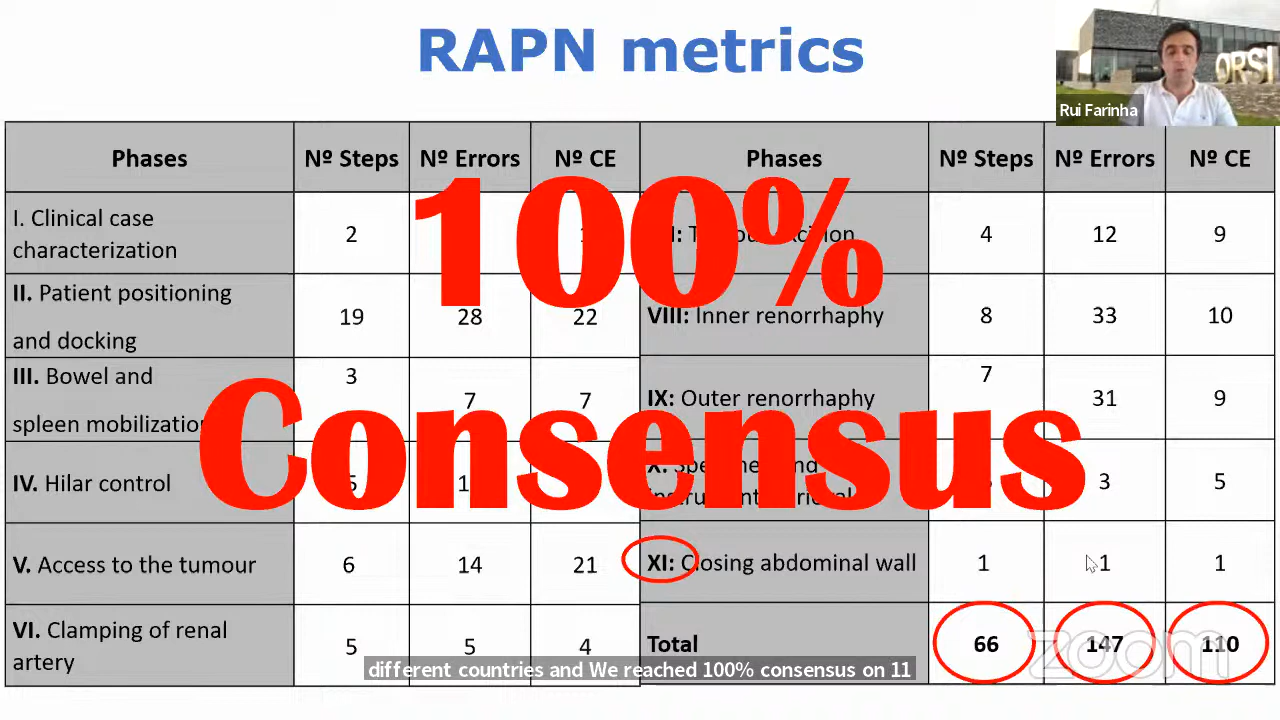 RAPN metrics
ORSI
Rui Farinha
Phases
Nº Steps
Nº Errors
Nº CE
Phases
Nº Steps
Nº Errors
Nº CE
100%
Consensus
I. Clinical case
characterization
2
4
12
9
II. Patient positioning
and docking
19
28
22
VIII: Inner renorrhaphy
8
33
10
III. Bowel and
spleen mobilization
3
7
7
IX: Outer renorrhaphy
7
31
9
IV. Hilar control
3
5
V. Access to the tumour
6
14
21
XI: Closing abdominal wall
1
1
1
VI. Clamping of renal
artery
5
5
4
Total
66
147
110
zoom
different countries and We reached 100% consensus on 11